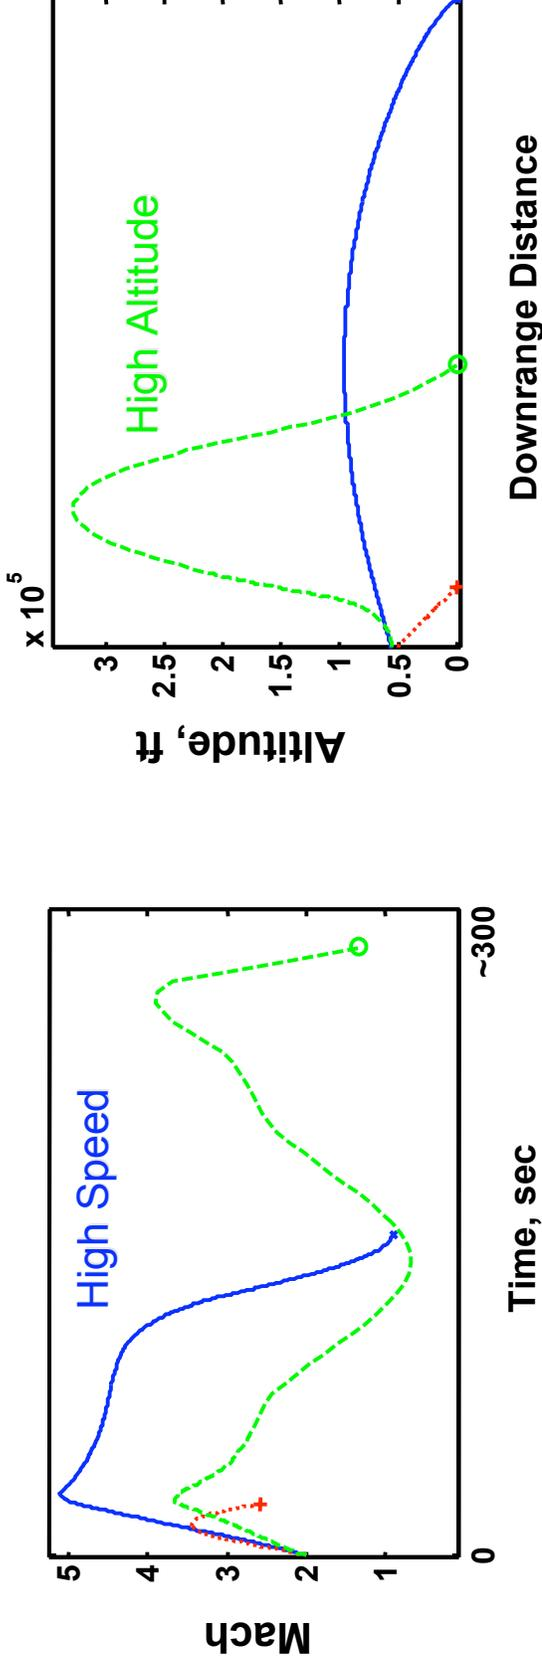 Mach
5
4
3
2
1
High Speed
0
~300
Time, sec
x 10^5
Altitude, ft
3
2.5
2
1.5
1
0.5
0
High Altitude
Downrange Distance